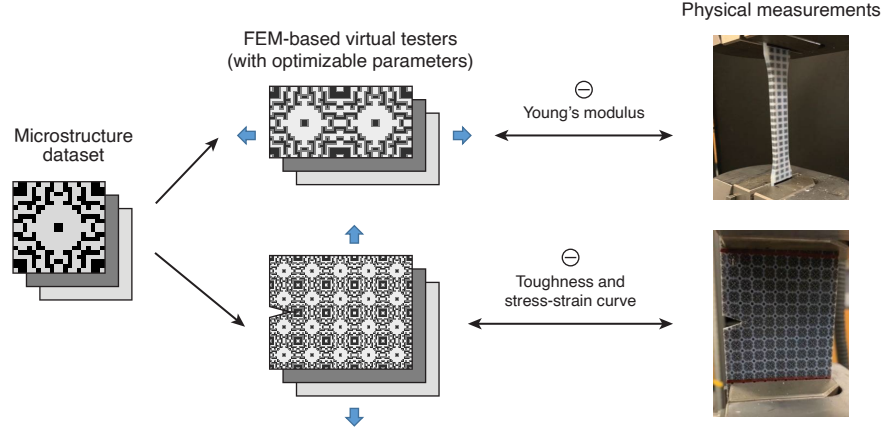 Physical measurements
FEM-based virtual testers
(with optimizable parameters)
Young's modulus
Microstructure
dataset
Toughness and
stress-strain curve